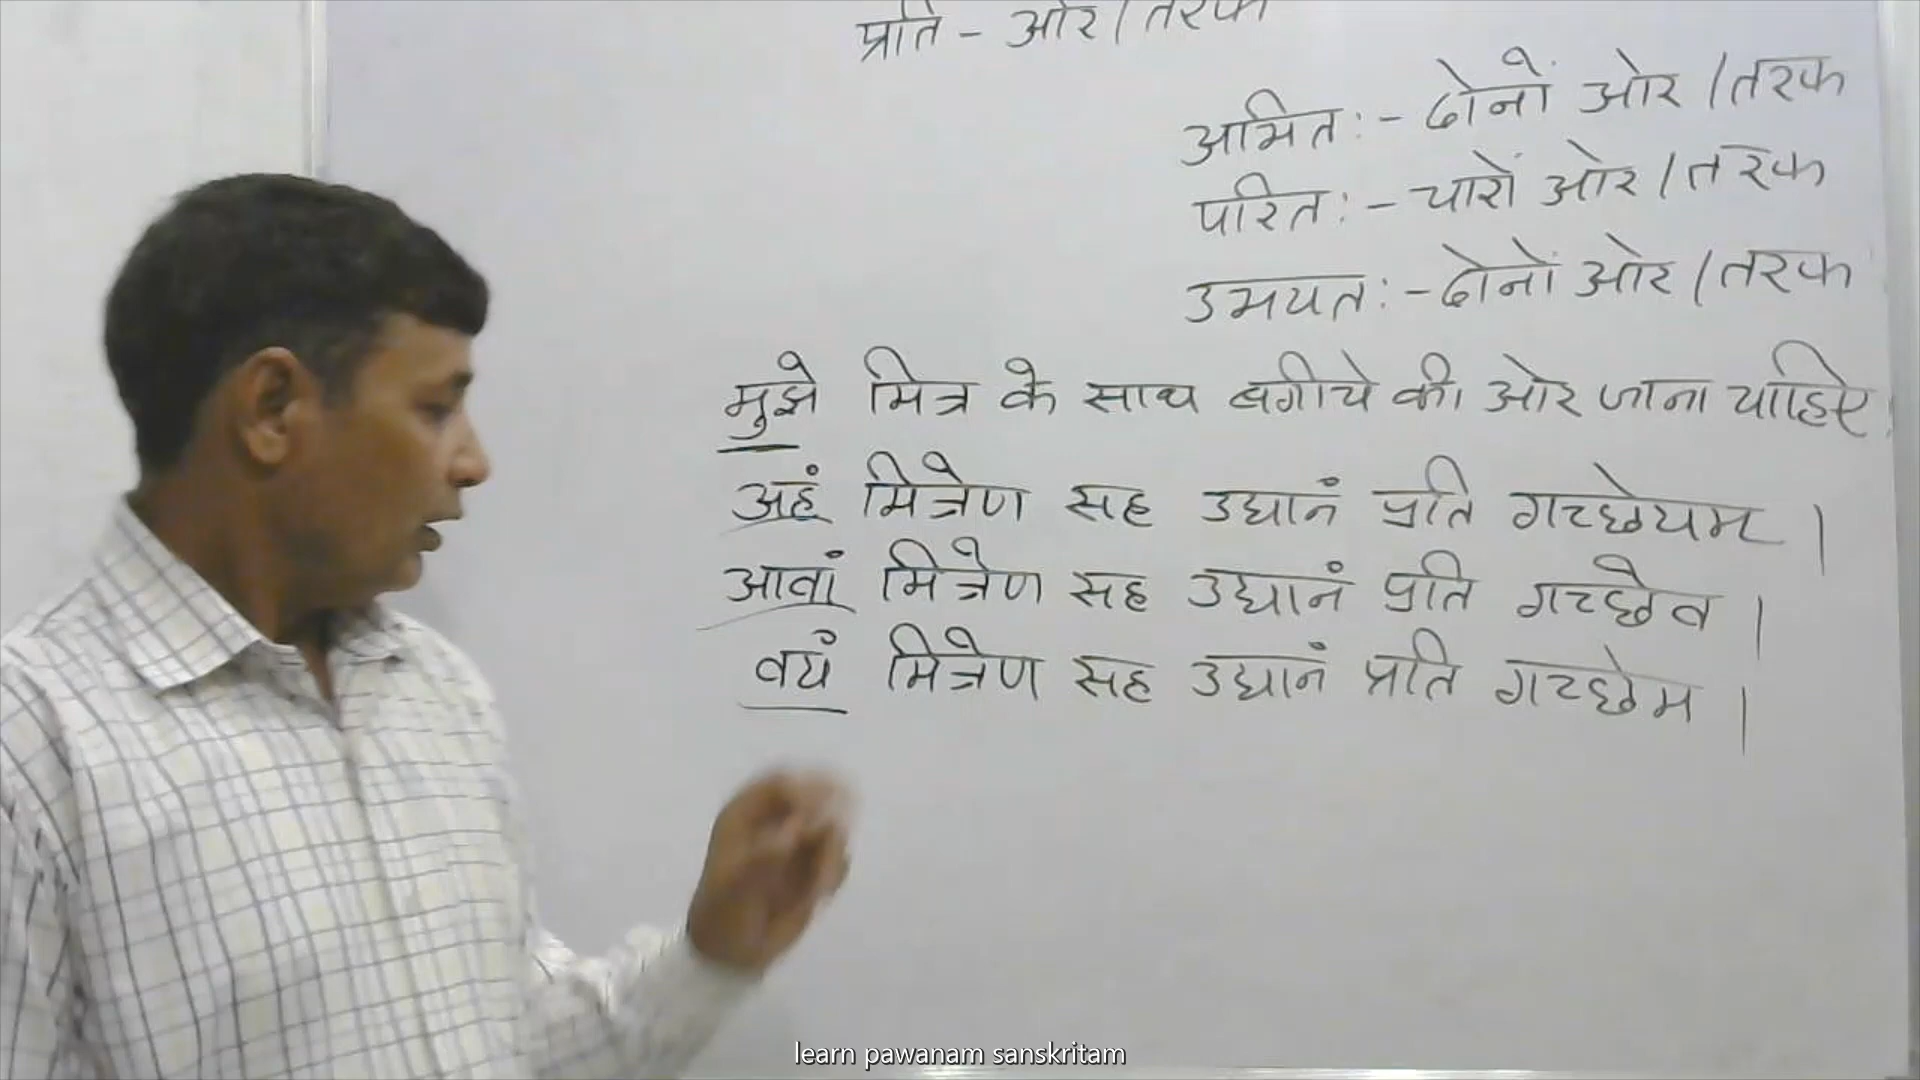 प्रति - ओर / तरफ
अभितः - दोनों ओर / तरफ
परितः - चारों ओर / तरफ
उभयतः - दोनों ओर / तरफ
मुझे मित्र के साथ बगीचे की ओर जाना चाहिए।
अहं मित्रेण सह उद्यानं प्रति गच्छेयम ।
आवां मित्रेण सह उद्यानं प्रति गच्छेव ।
वयं मित्रेण सह उद्यानं प्रति गच्छेम ।
learn pawanam sanskritam